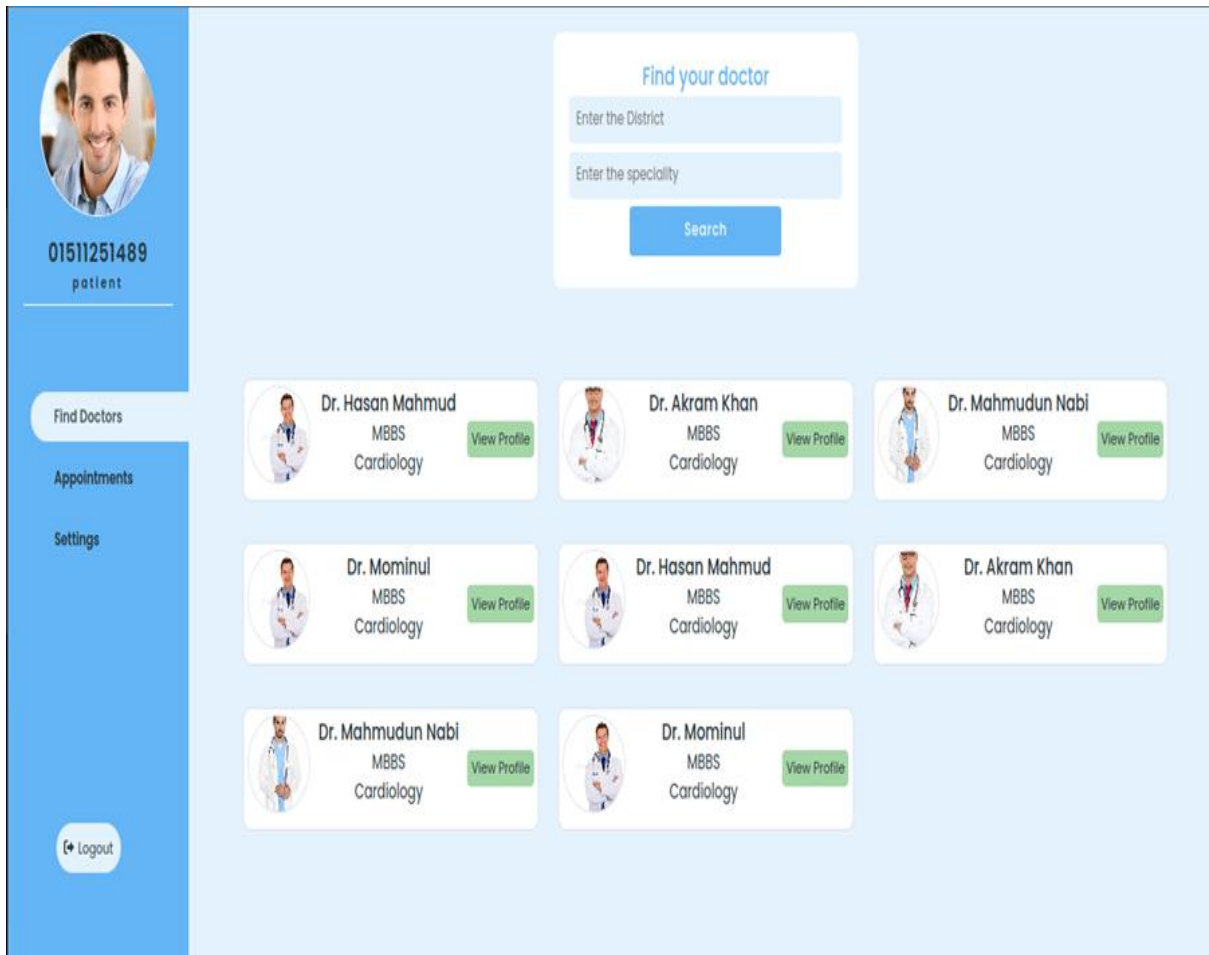 01511251489
patient
Find Doctors
Appointments
Settings
Logout
Find your doctor
Enter the District
Enter the speciality
Search
Dr. Hasan Mahmud
MBBS
Cardiology
View Profile
Dr. Akram Khan
MBBS
Cardiology
View Profile
Dr. Mahmudun Nabi
MBBS
Cardiology
View Profile
Dr. Mominul
MBBS
Cardiology
View Profile
Dr. Hasan Mahmud
MBBS
Cardiology
View Profile
Dr. Akram Khan
MBBS
Cardiology
View Profile
Dr. Mahmudun Nabi
MBBS
Cardiology
View Profile
Dr. Mominul
MBBS
Cardiology
View Profile